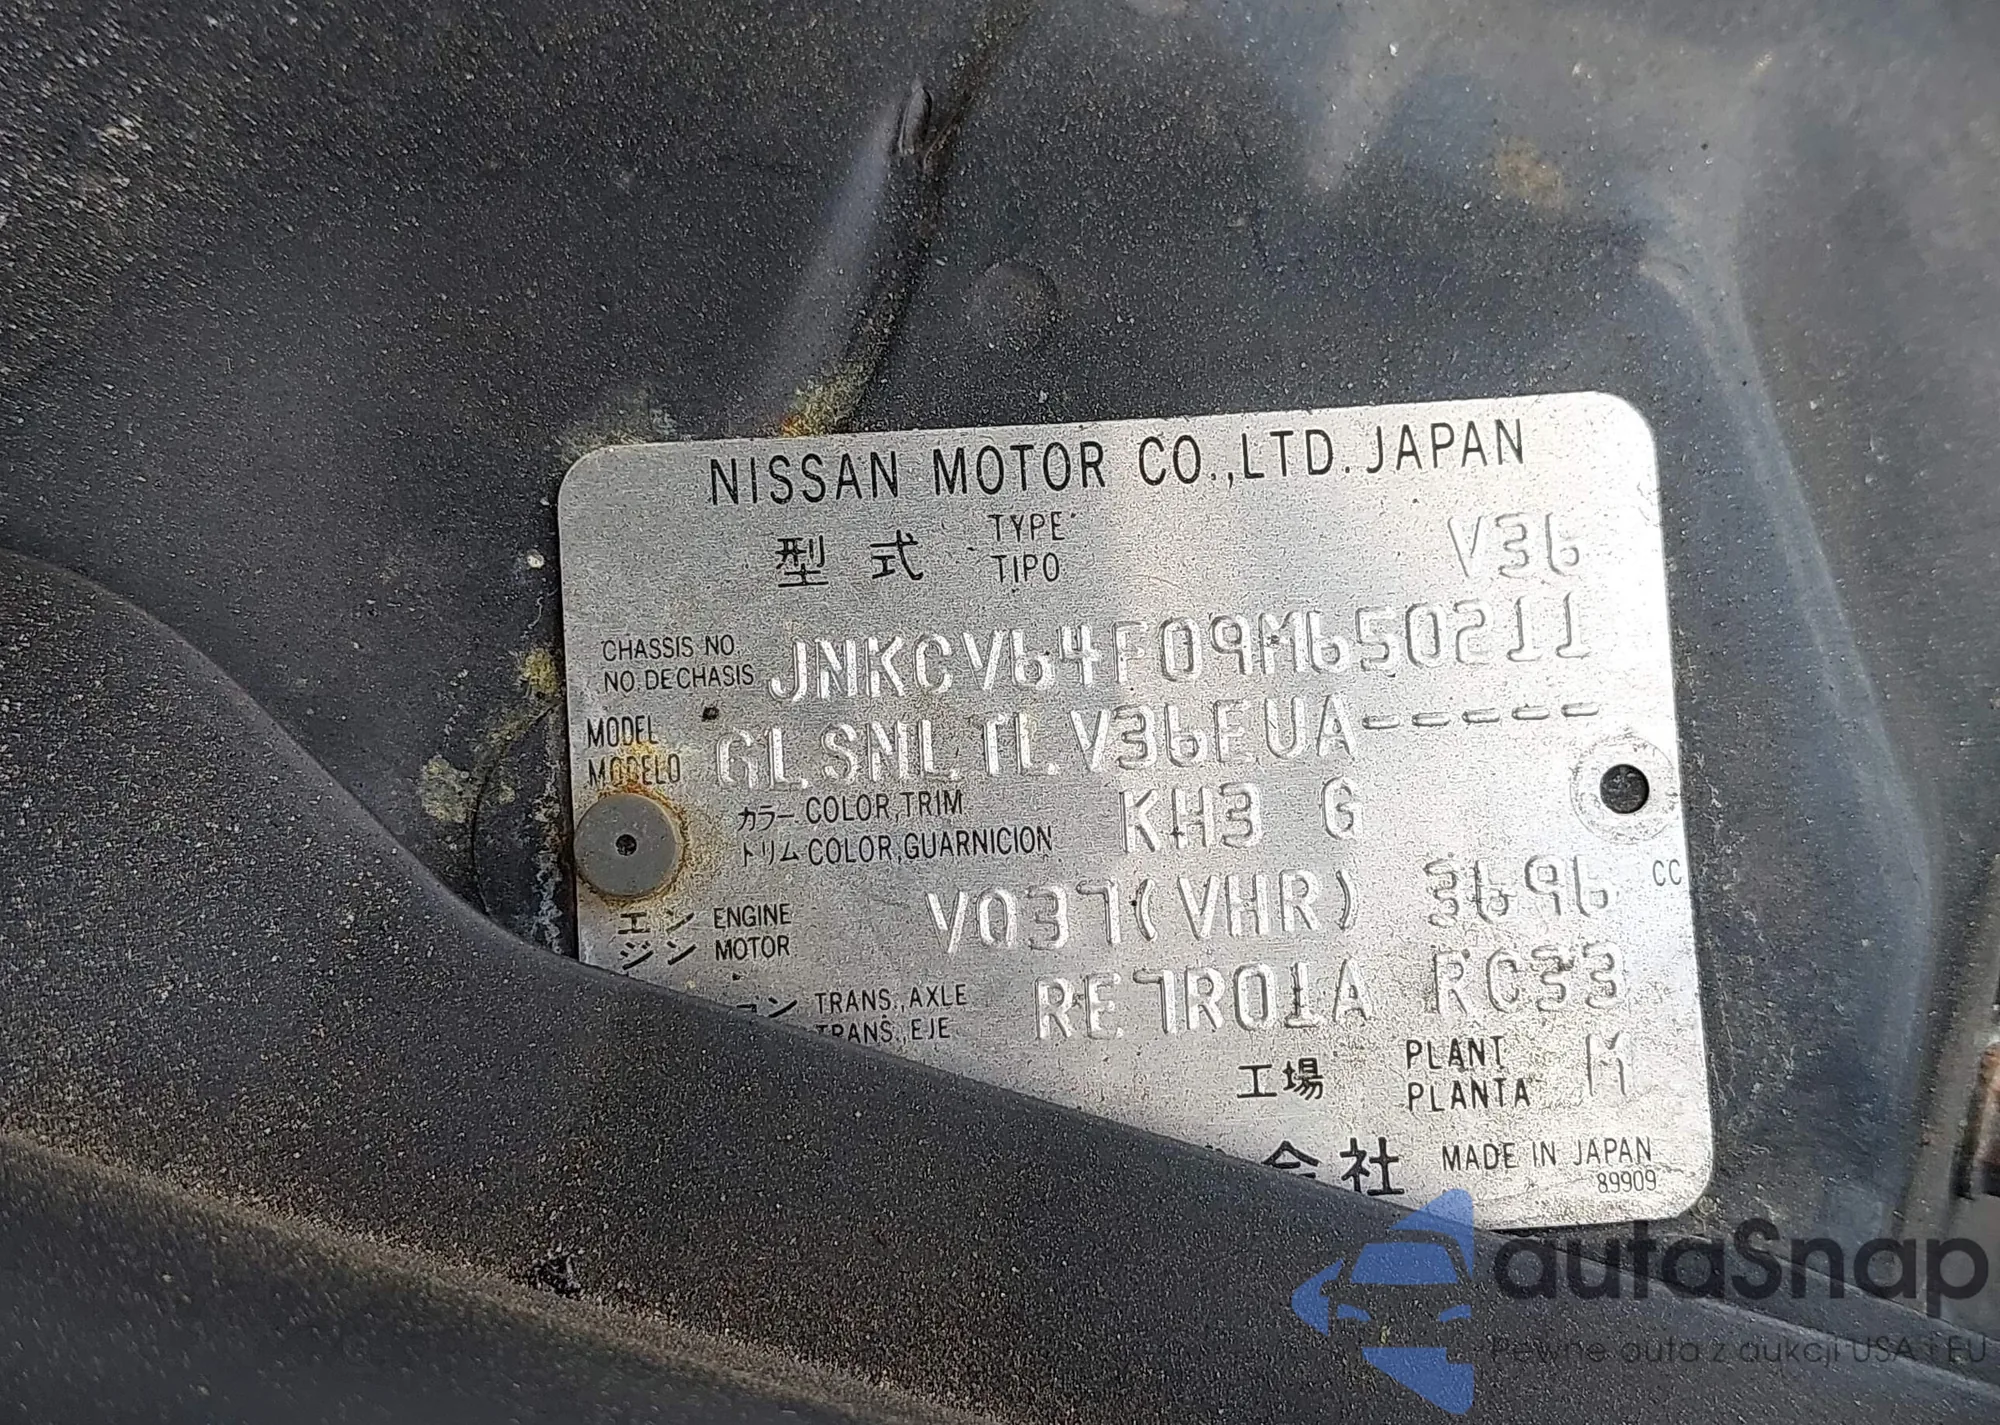 NISSAN MOTOR CO.,LTD. JAPAN
型式 TYPE TIPO V36
CHASSIS NO. NO. DE CHASIS JNKCV64F09M650211
MODEL MODELO GLSNLTLV36EUA-----
カラー COLOR,TRIM
トリム COLOR,GUARNICION KH3 G
エン ENGINE
ジン MOTOR VQ37(VHR) 3696 CC
TRANS.,AXLE
TRANS.,EJE RE7R01A RC33
工場 PLANT PLANTA M
会社 MADE IN JAPAN
89909
autaSnap
Pewne auta z aukcji USA i EU